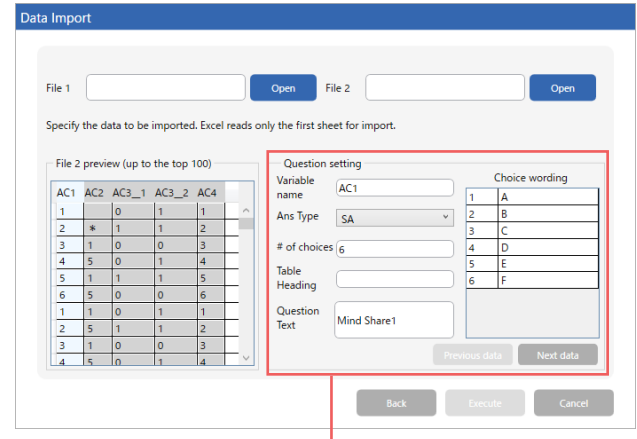 Data Import
File 1 Open File 2 Open
Specify the data to be imported. Excel reads only the first sheet for import.
File 2 preview (up to the top 100)
AC1 AC2 AC3__1 AC3__2 AC4
1 0 1 1
2 * 1 1 2
3 1 0 0 3
4 5 0 1 4
5 1 1 1 5
6 5 0 0 6
1 1 0 1 1
2 5 1 1 2
3 1 0 0 3
4 5 0 1 4
Question setting
Variable name AC1
Ans Type SA
# of choices 6
Table Heading
Question Text Mind Share1
Choice wording
1 A
2 B
3 C
4 D
5 E
6 F
Previous data Next data
Back Execute Cancel